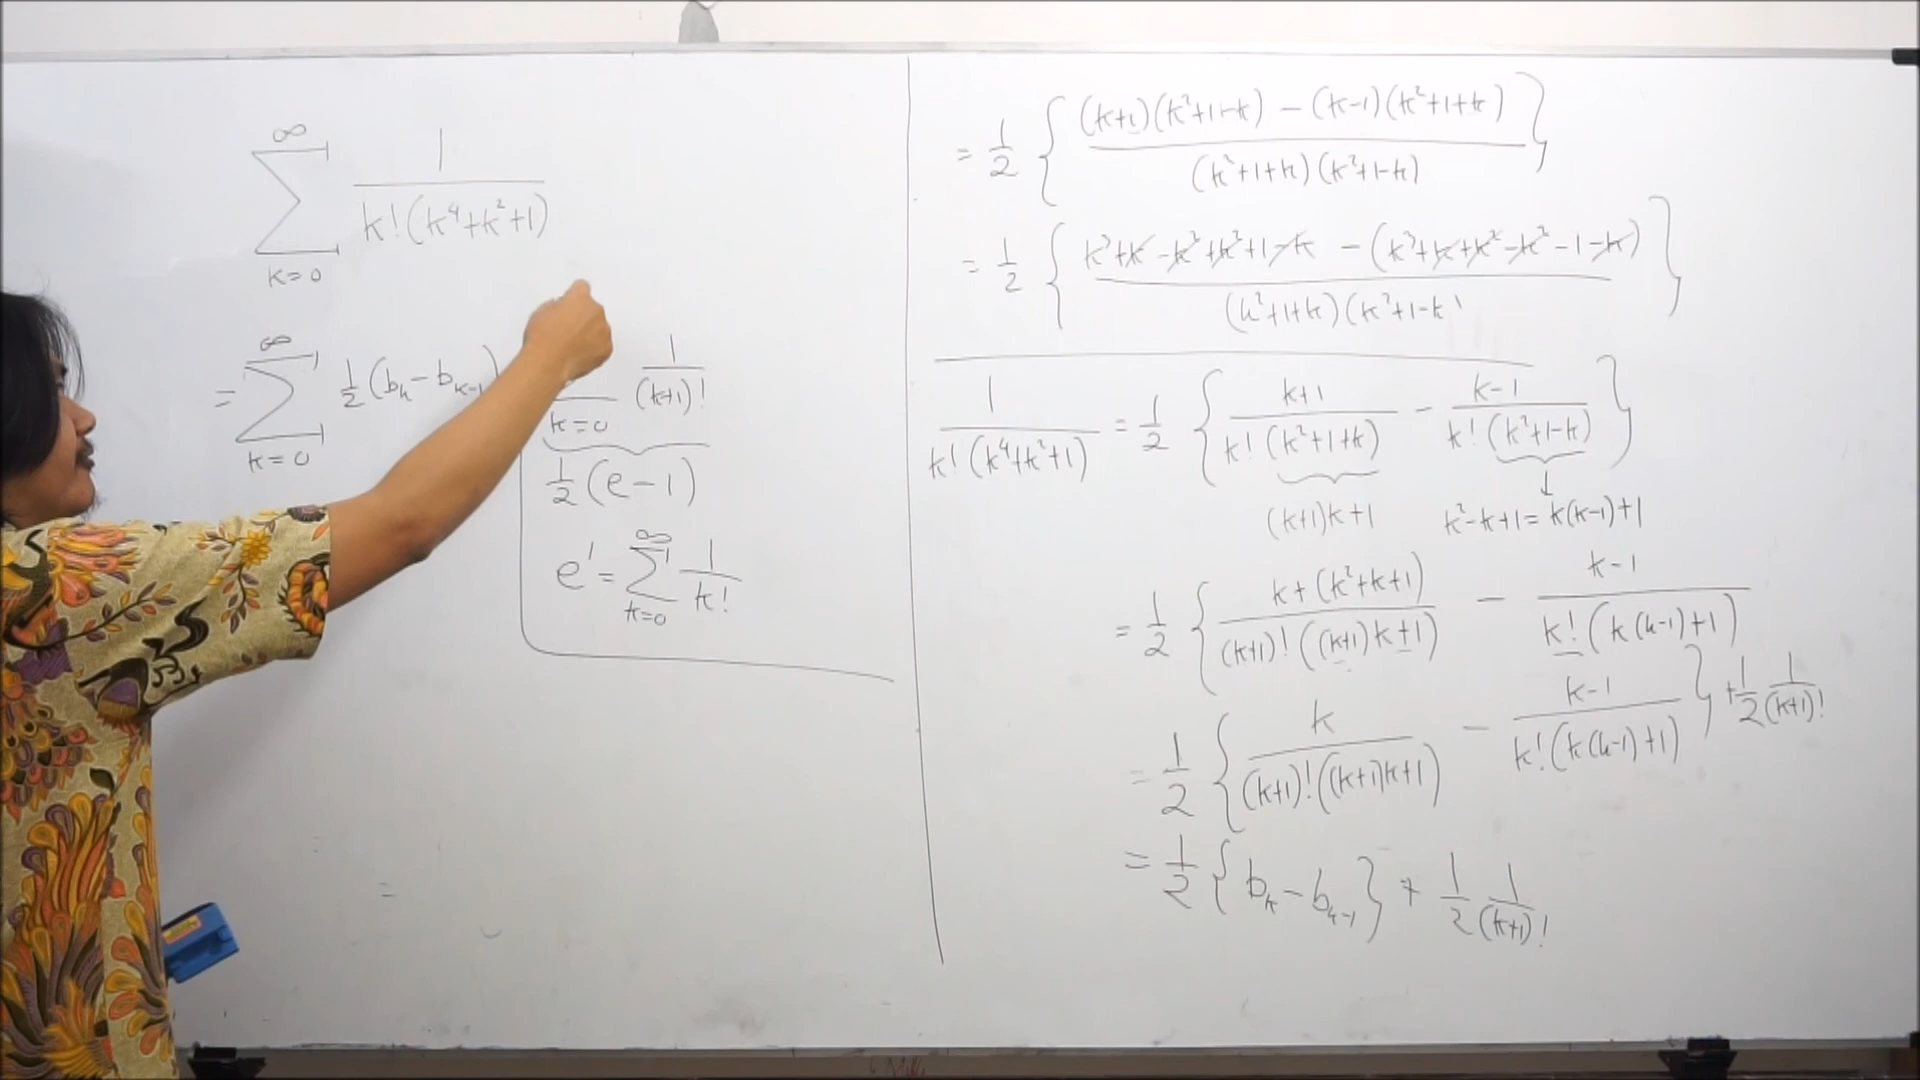 ∞
Σ 1/(k!(k⁴+k²+1))
k=0
∞
= Σ ½(bₖ − bₖ₋₁
k=0
1/(k+1)!
k=0
½(e−1)
e¹ = Σ 1/k!
∞
k=0
= ½ { ((k+1)(k²+1−k) − (k−1)(k²+1+k)) / ((k²+1+k)(k²+1−k)) }
= ½ { (k³+k−k²+k²+1−k − (k³+k+k²−k²−1−k)) / ((k²+1+k)(k²+1−k) }
1/(k!(k⁴+k²+1)) = ½ { (k+1)/(k!(k²+1+k)) − (k−1)/(k!(k²+1−k)) }
(k+1)k+1 ↓ k²−k+1=k(k−1)+1
= ½ { (k+(k²+k+1))/((k+1)!((k+1)k+1)) − (k−1)/(k!(k(k−1)+1))
= ½ { k/((k+1)!((k+1)k+1)) − (k−1)/(k!(k(k−1)+1)) } + ½ 1/(k+1)!
= ½ { bₖ − bₖ₋₁ } + ½ 1/(k+1)!
=